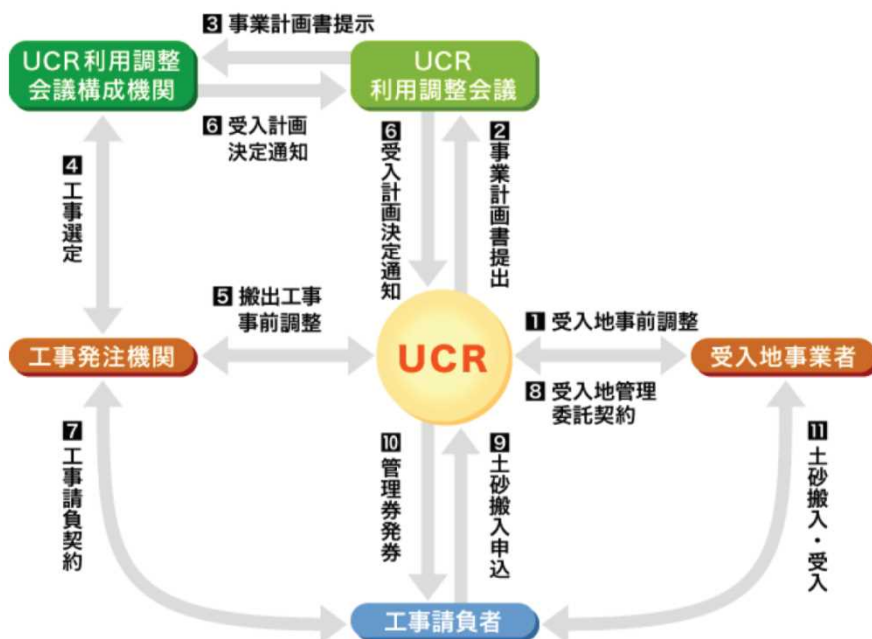 3 事業計画書提示
UCR利用調整
会議構成機関
UCR
利用調整会議
6 受入計画
決定通知
4 工事選定
6 受入計画決定通知
2 事業計画書提出
5 搬出工事
事前調整
1 受入地事前調整
工事発注機関
UCR
受入地事業者
8 受入地管理
委託契約
7 工事請負契約
10 管理券発券
9 土砂搬入申込
11 土砂搬入・受入
工事請負者